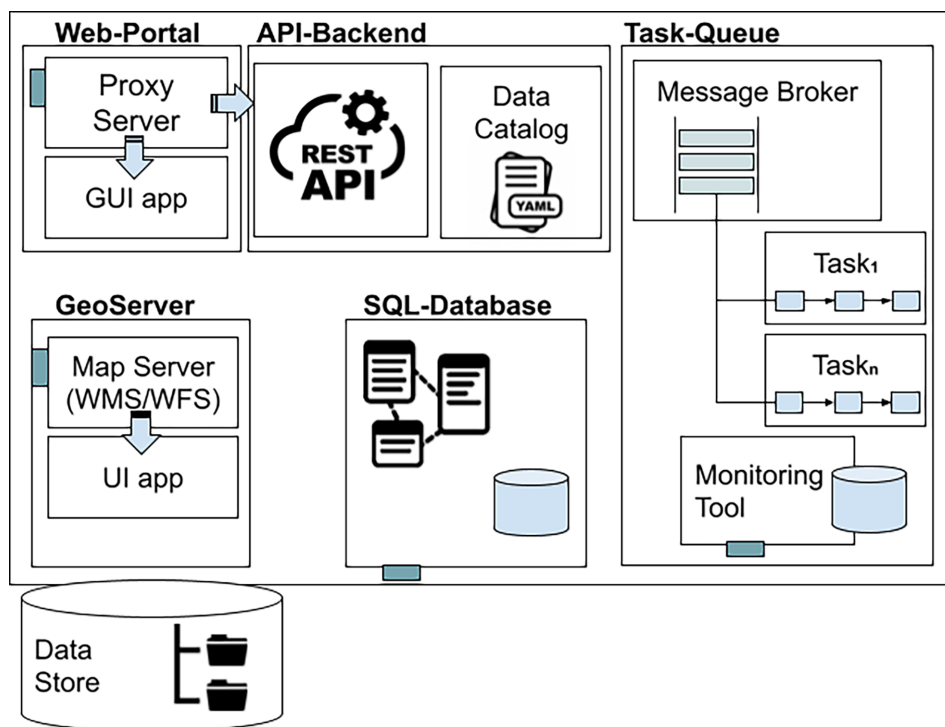 Web-Portal
API-Backend
Task-Queue
Proxy
Server
GUI app
REST
API
Data
Catalog
YAML
Message Broker
Task₁
Taskₙ
Monitoring
Tool
GeoServer
Map Server
(WMS/WFS)
UI app
SQL-Database
Data
Store